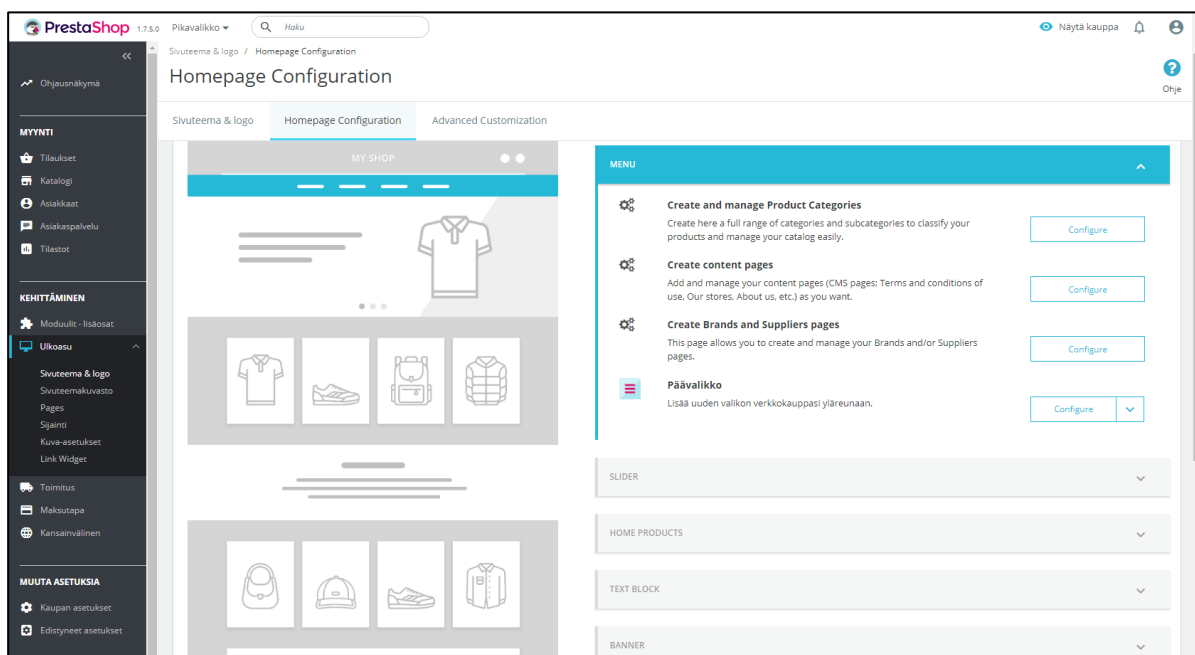 PrestaShop 1.7.5.0 Pikavalikko Haku Näytä kauppa
Sivuteema & logo / Homepage Configuration
Homepage Configuration
Ohje
Sivuteema & logo Homepage Configuration Advanced Customization
Ohjausnäkymä
MYYNTI
Tilaukset
Katalogi
Asiakkaat
Asiakaspalvelu
Tilastot
KEHITTÄMINEN
Moduulit - lisäosat
Ulkoasu
Sivuteema & logo
Sivuteemakuvasto
Pages
Sijainti
Kuva-asetukset
Link Widget
Toimitus
Maksutapa
Kansainvälinen
MUUTA ASETUKSIA
Kaupan asetukset
Edistyneet asetukset
MY SHOP
MENU
Create and manage Product Categories
Create here a full range of categories and subcategories to classify your
products and manage your catalog easily.
Configure
Create content pages
Add and manage your content pages (CMS pages: Terms and conditions of
use, Our stores, About us, etc.) as you want.
Configure
Create Brands and Suppliers pages
This page allows you to create and manage your Brands and/or Suppliers
pages.
Configure
Päävalikko
Lisää uuden valikon verkkokauppasi yläreunaan.
Configure
SLIDER
HOME PRODUCTS
TEXT BLOCK
BANNER